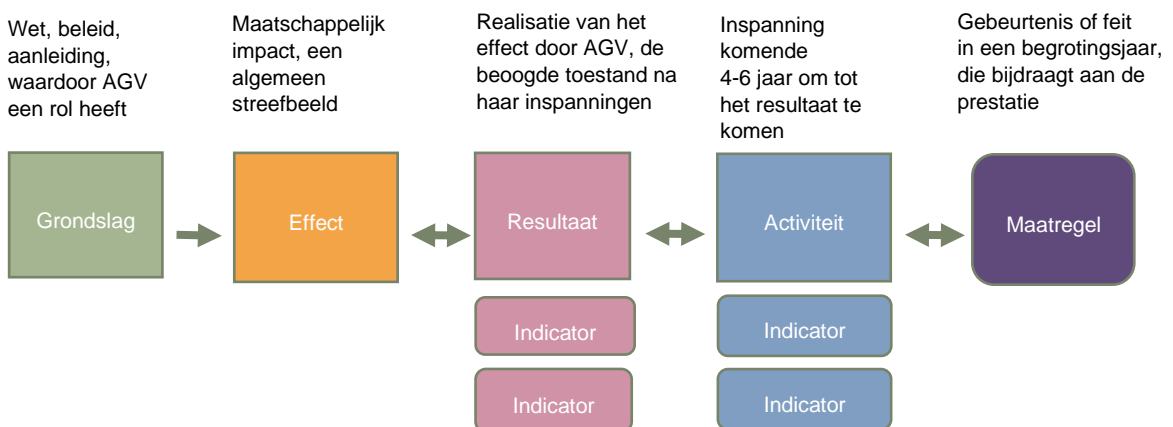 Wet, beleid,
aanleiding,
waardoor AGV
een rol heeft
Maatschappelijk
impact, een
algemeen
streefbeeld
Realisatie van het
effect door AGV, de
beoogde toestand na
haar inspanningen
Inspanning
komende
4-6 jaar om tot
het resultaat te
komen
Gebeurtenis of feit
in een begrotingsjaar,
die bijdraagt aan de
prestatie
Grondslag
Effect
Resultaat
Activiteit
Maatregel
Indicator
Indicator
Indicator
Indicator